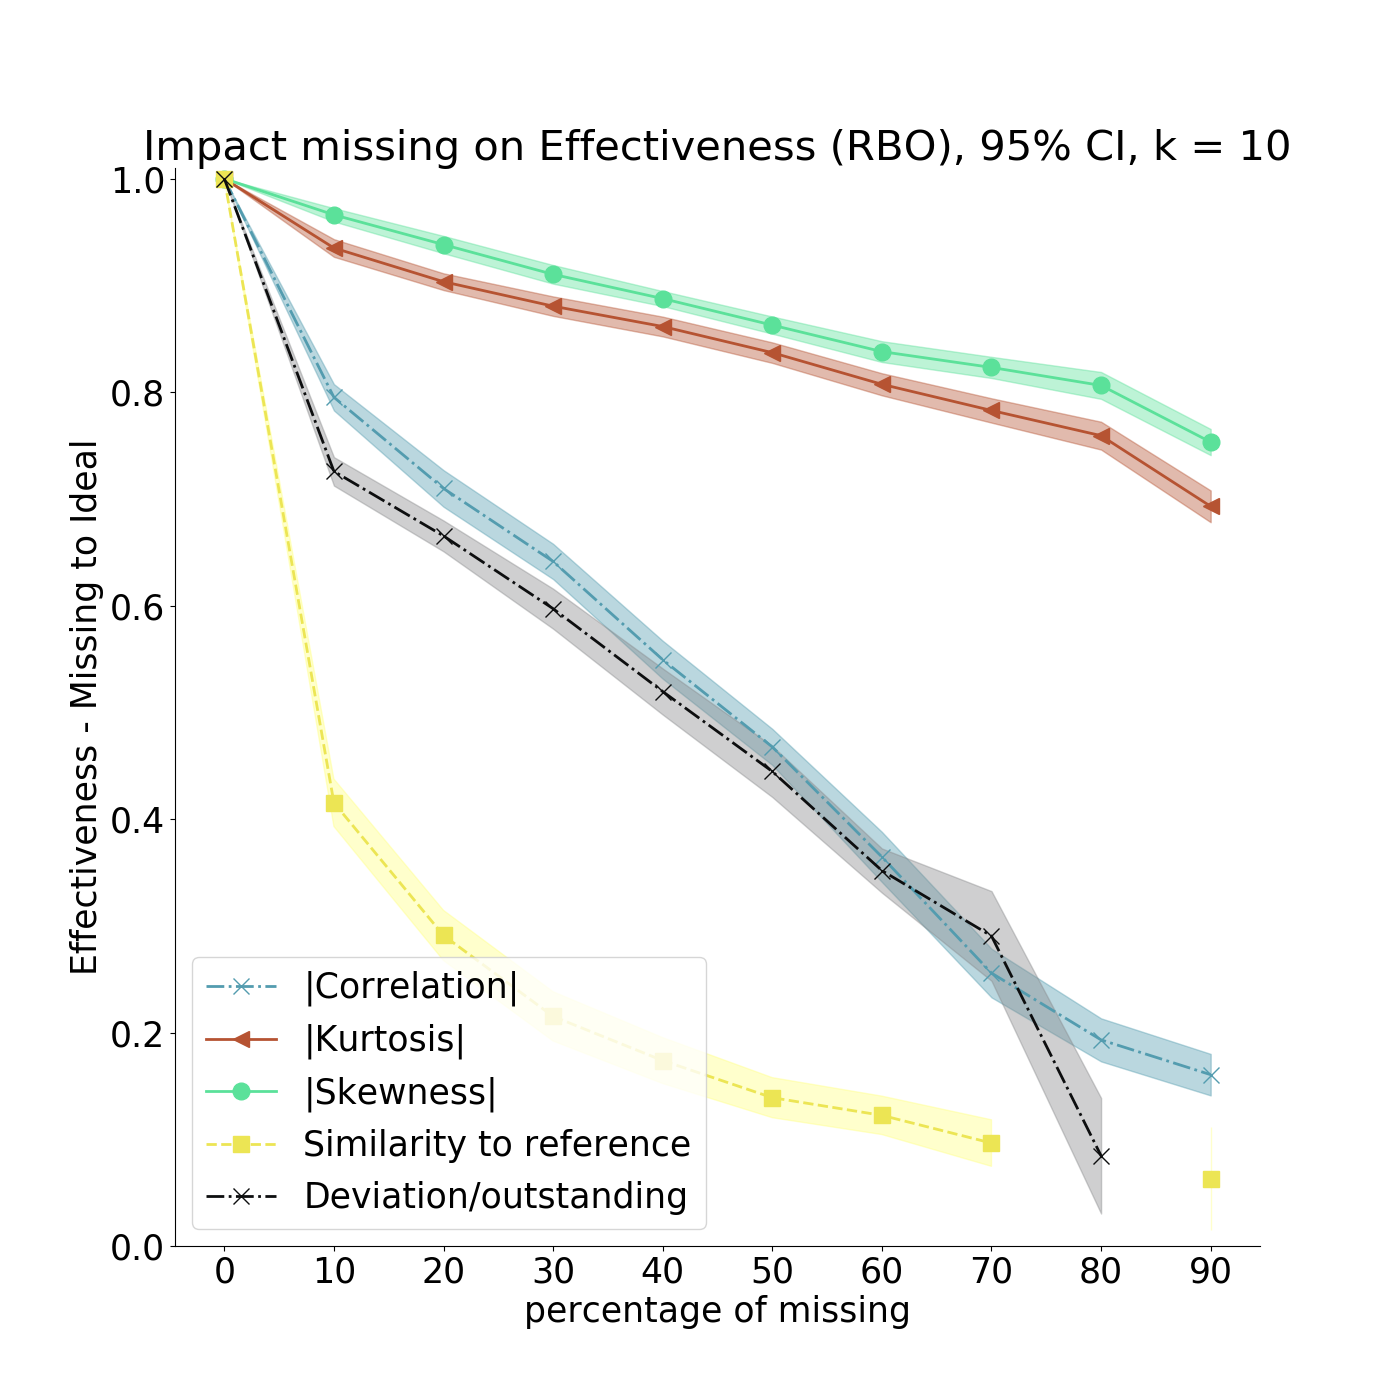 Impact missing on Effectiveness (RBO), 95% CI, k = 10
Effectiveness - Missing to Ideal
1.0
0.8
0.6
0.4
0.2
0.0
|Correlation|
|Kurtosis|
|Skewness|
Similarity to reference
Deviation/outstanding
0 10 20 30 40 50 60 70 80 90
percentage of missing